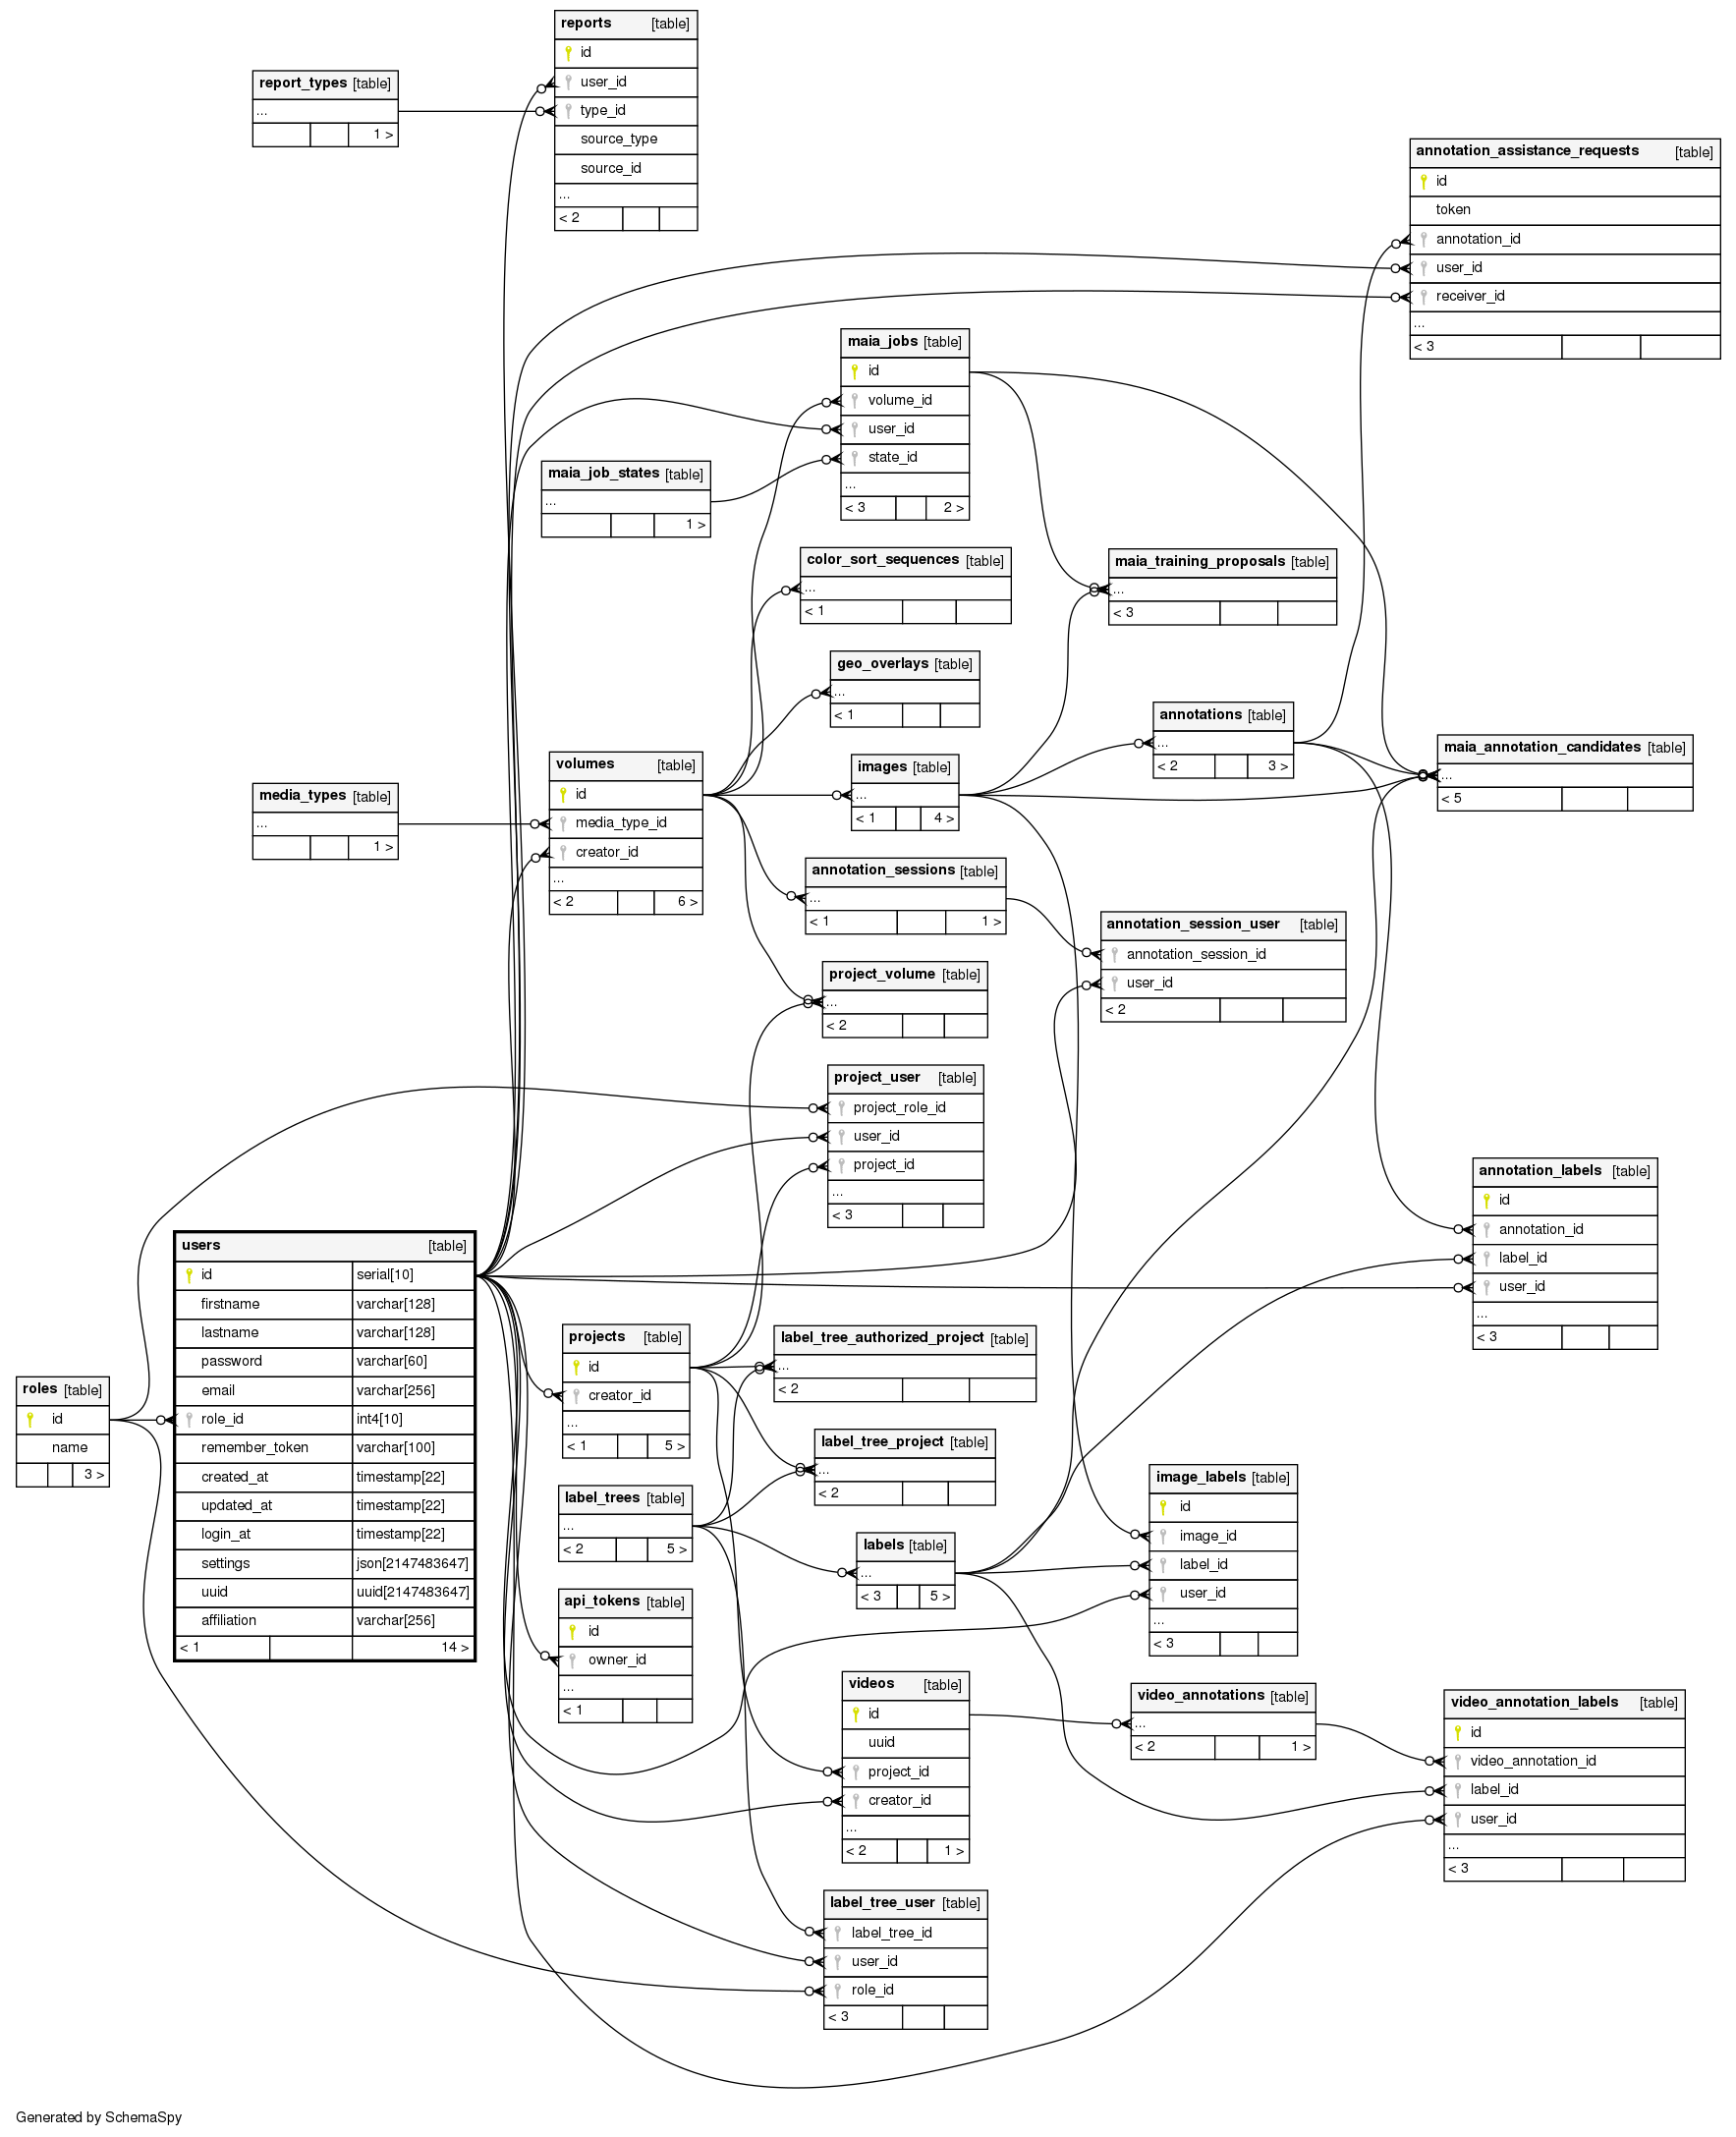 reports [table]
id
user_id
type_id
source_type
source_id
...
< 2
report_types [table]
...
1 >
annotation_assistance_requests [table]
id
token
annotation_id
user_id
receiver_id
...
< 3
maia_jobs [table]
id
volume_id
user_id
state_id
...
< 3 2 >
maia_job_states [table]
...
1 >
color_sort_sequences [table]
...
< 1
maia_training_proposals [table]
...
< 3
geo_overlays [table]
...
< 1
annotations [table]
...
< 2 3 >
maia_annotation_candidates [table]
...
< 5
volumes [table]
id
media_type_id
creator_id
...
< 2 6 >
images [table]
...
< 1 4 >
media_types [table]
...
1 >
annotation_sessions [table]
...
< 1 1 >
annotation_session_user [table]
annotation_session_id
user_id
< 2
project_volume [table]
...
< 2
project_user [table]
project_role_id
user_id
project_id
...
< 3
annotation_labels [table]
id
annotation_id
label_id
user_id
...
< 3
users [table]
id serial[10]
firstname varchar[128]
lastname varchar[128]
password varchar[60]
email varchar[256]
role_id int4[10]
remember_token varchar[100]
created_at timestamp[22]
updated_at timestamp[22]
login_at timestamp[22]
settings json[2147483647]
uuid uuid[2147483647]
affiliation varchar[256]
< 1 14 >
roles [table]
id
name
3 >
projects [table]
id
creator_id
...
< 1 5 >
label_tree_authorized_project [table]
...
< 2
label_tree_project [table]
...
< 2
label_trees [table]
...
< 2 5 >
labels [table]
...
< 3 5 >
image_labels [table]
id
image_id
label_id
user_id
...
< 3
api_tokens [table]
id
owner_id
...
< 1
videos [table]
id
uuid
project_id
creator_id
...
< 2 1 >
video_annotations [table]
...
< 2 1 >
video_annotation_labels [table]
id
video_annotation_id
label_id
user_id
...
< 3
label_tree_user [table]
label_tree_id
user_id
role_id
< 3
Generated by SchemaSpy